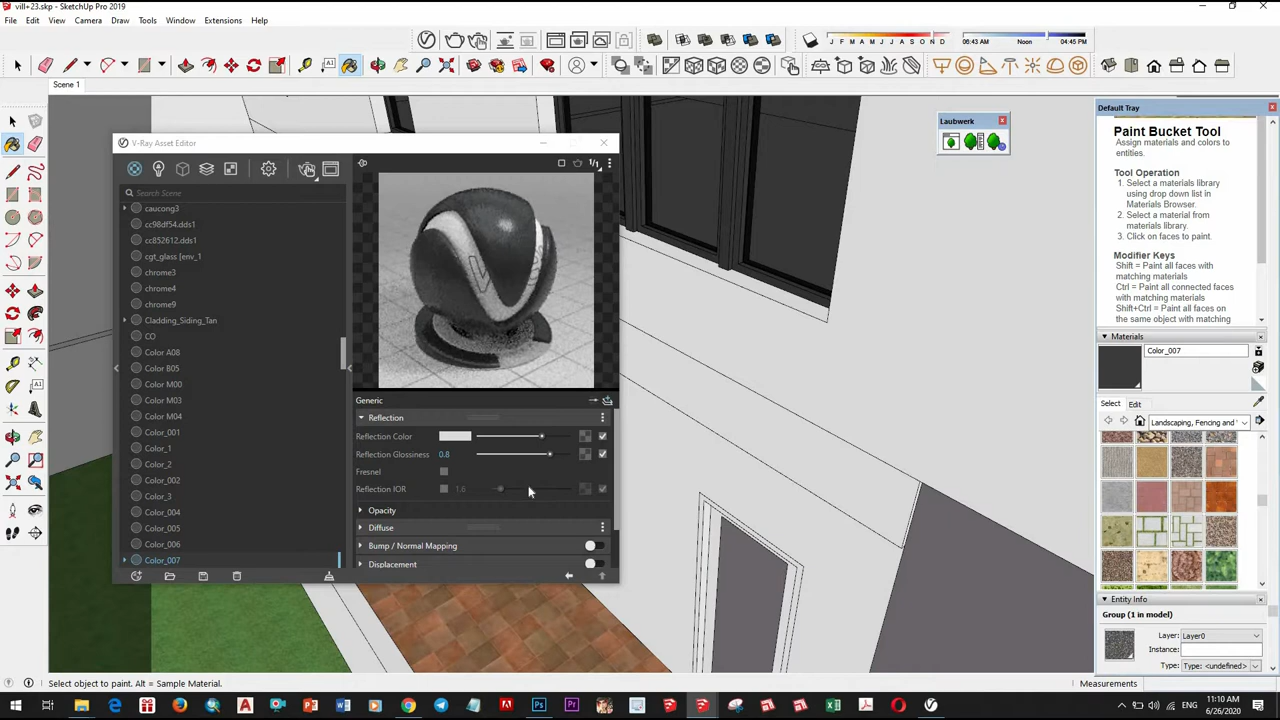 vill+23.skp - SketchUp Pro 2019
File Edit View Camera Draw Tools Window Extensions Help
J F M A M J J A S O N D
06:43 AM Noon 04:45 PM
Scene 1
Default Tray
Laubwerk
Paint Bucket Tool
Assign materials and colors to
entities.
Tool Operation
1. Select a materials library
using drop down list in
Materials Browser.
2. Select a material from
materials library.
3. Click on faces to paint.
Modifier Keys
Shift = Paint all faces with
matching materials
Ctrl = Paint all connected faces
with matching materials
Shift+Ctrl = Paint all faces on
the same object with matching
V-Ray Asset Editor
1/1
Search Scene
caucong3
cc98df54.dds1
cc852612.dds1
cgt_glass [env_1
chrome3
chrome4
chrome9
Cladding_Siding_Tan
CO
Color A08
Color B05
Color M00
Color M03
Color M04
Color_001
Color_1
Color_2
Color_002
Color_3
Color_004
Color_005
Color_006
Color_007
Generic
Reflection
Reflection Color
Reflection Glossiness 0.8
Fresnel
Reflection IOR 1.6
Opacity
Diffuse
Bump / Normal Mapping
Displacement
Materials
Color_007
Select Edit
Landscaping, Fencing and
Entity Info
Group (1 in model)
Layer: Layer0
Instance:
Type: Type: <undefined>
Select object to paint. Alt = Sample Material.
Measurements
ENG
11:10 AM
6/26/2020